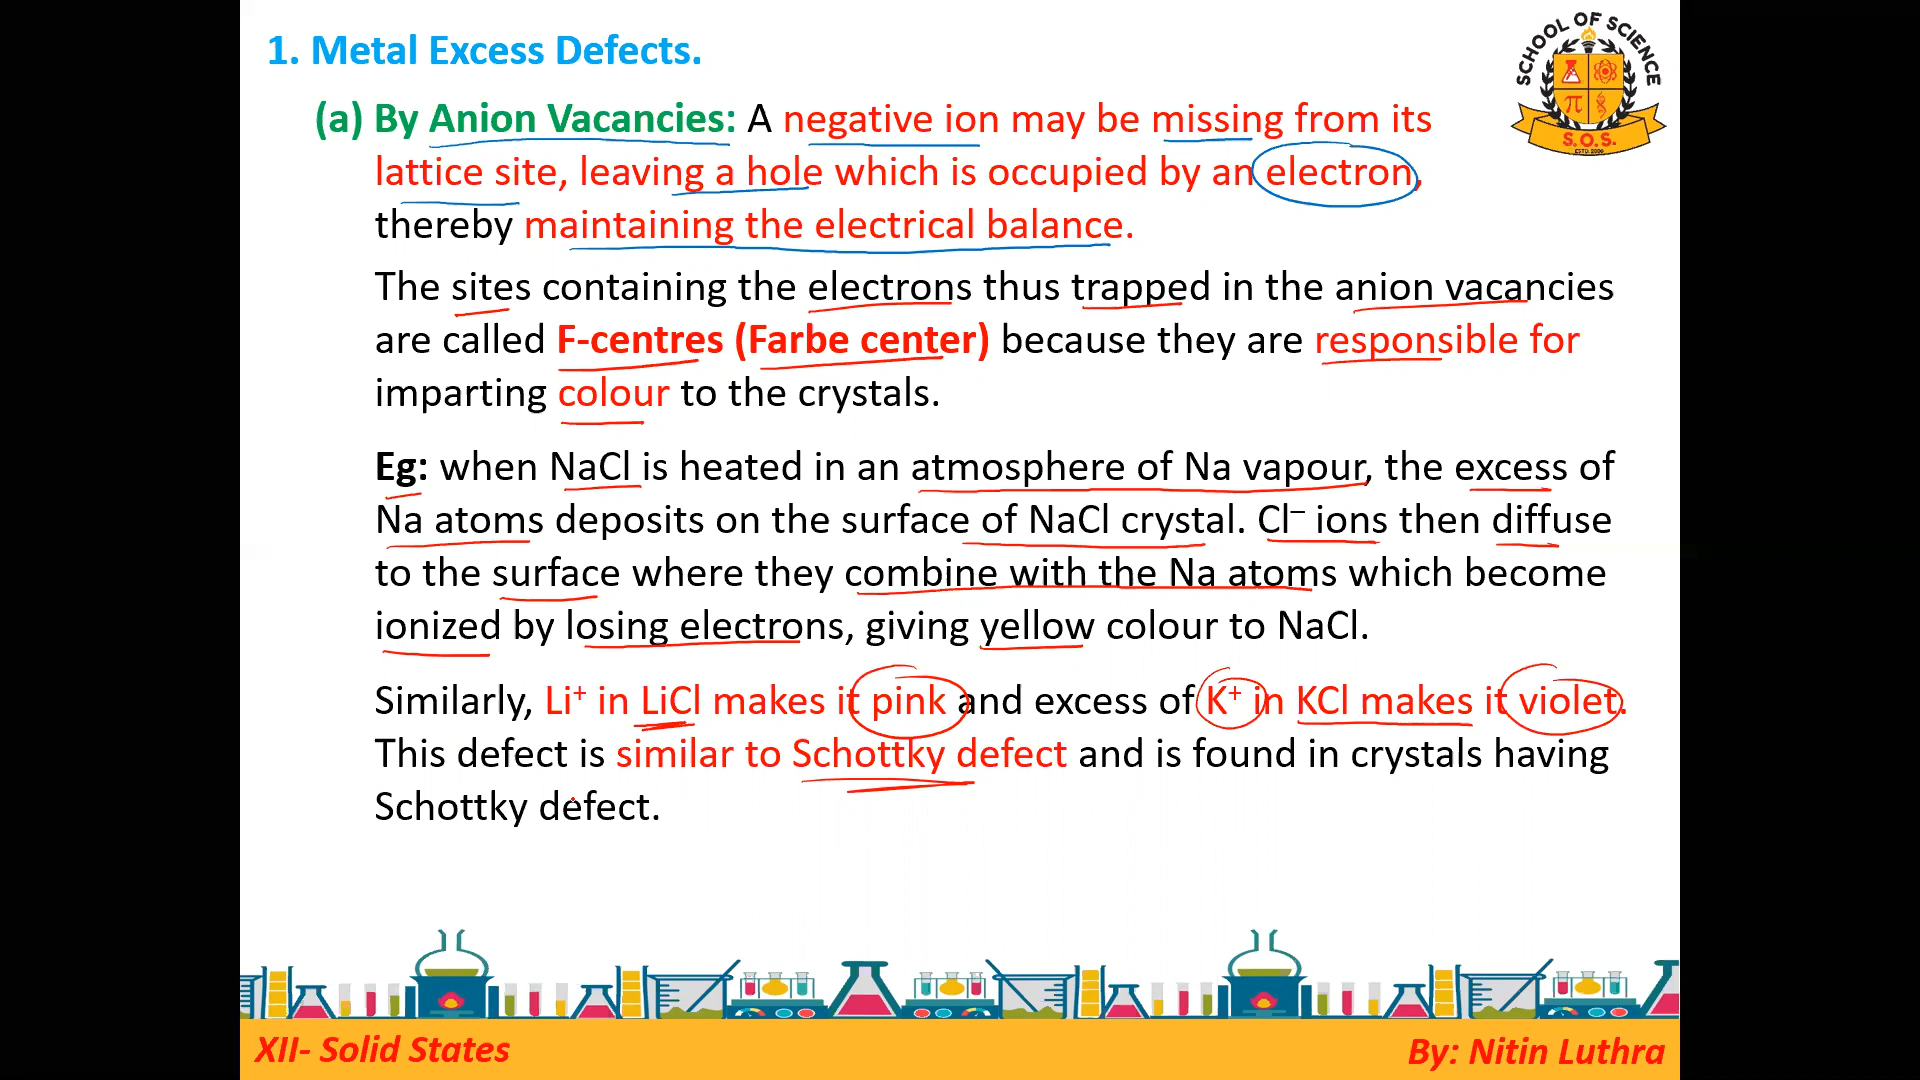 1. Metal Excess Defects.
SCHOOL OF SCIENCE
π
S.O.S.
ESTD. 2006
(a) By Anion Vacancies: A negative ion may be missing from its
lattice site, leaving a hole which is occupied by an electron,
thereby maintaining the electrical balance.
The sites containing the electrons thus trapped in the anion vacancies
are called F-centres (Farbe center) because they are responsible for
imparting colour to the crystals.
Eg: when NaCl is heated in an atmosphere of Na vapour, the excess of
Na atoms deposits on the surface of NaCl crystal. Cl⁻ ions then diffuse
to the surface where they combine with the Na atoms which become
ionized by losing electrons, giving yellow colour to NaCl.
Similarly, Li⁺ in LiCl makes it pink and excess of K⁺ in KCl makes it violet.
This defect is similar to Schottky defect and is found in crystals having
Schottky defect.
XII- Solid States
By: Nitin Luthra